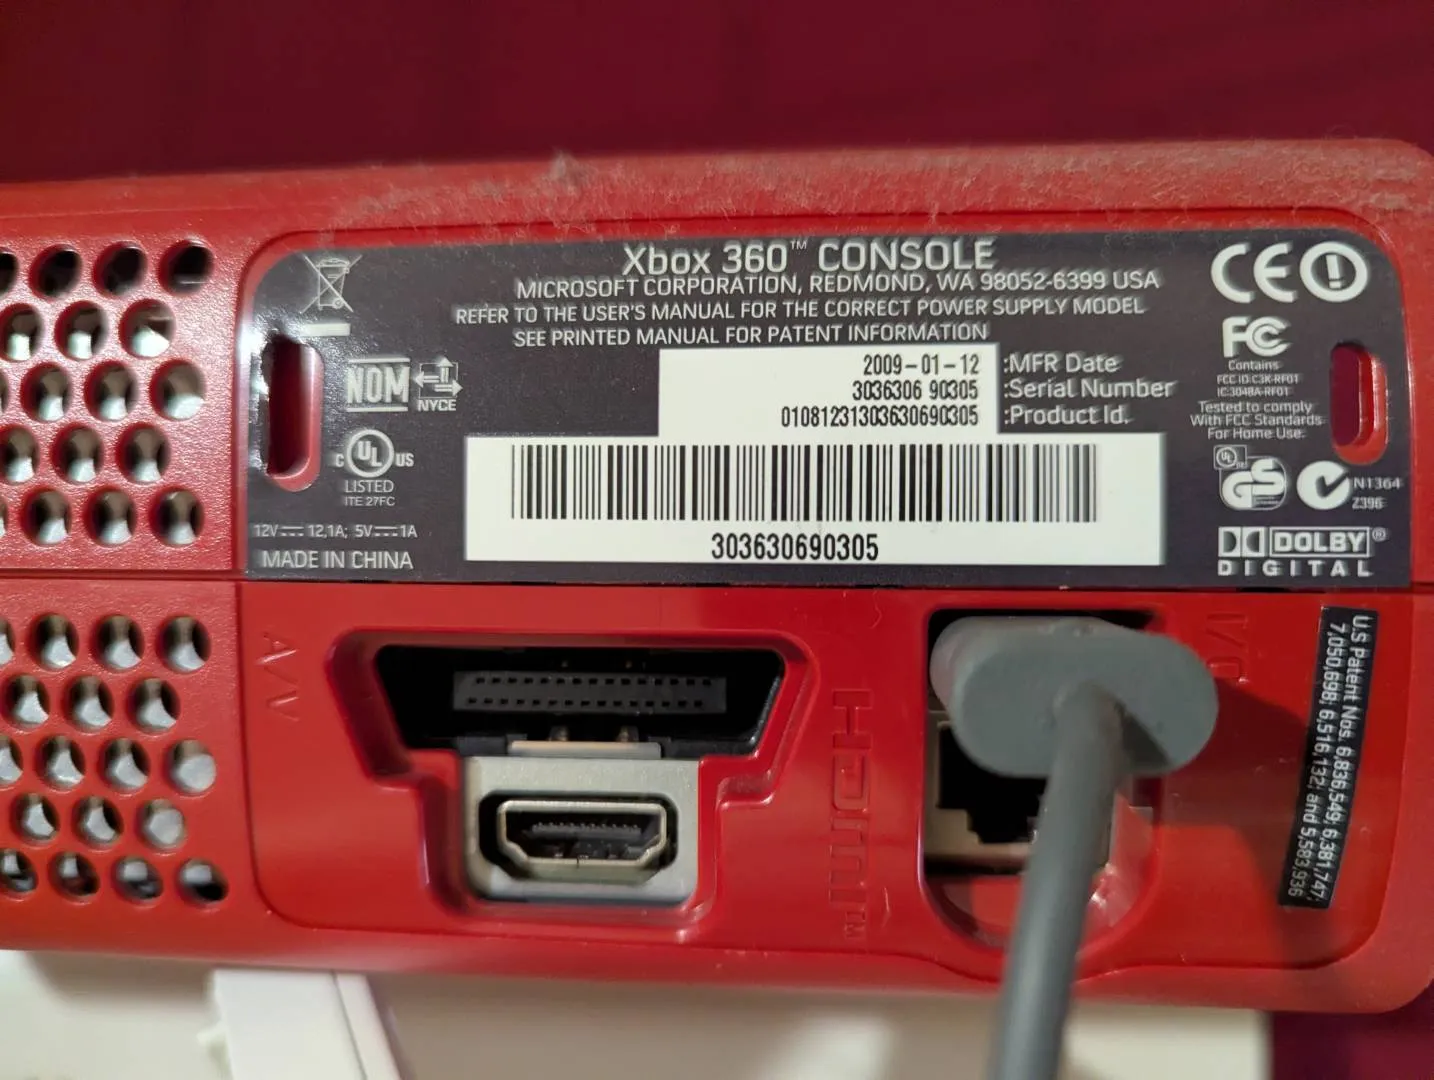 Xbox 360™ CONSOLE
MICROSOFT CORPORATION, REDMOND, WA 98052-6399 USA
REFER TO THE USER'S MANUAL FOR THE CORRECT POWER SUPPLY MODEL
SEE PRINTED MANUAL FOR PATENT INFORMATION
2009-01-12 :MFR Date
3036306 90305 :Serial Number
01081231303630690305 :Product Id.
303630690305
NOM
NYCE
C UL US
LISTED
ITE 27FC
12V 12,1A; 5V 1A
MADE IN CHINA
CE
FC
Contains
FCC ID:C3K-RF01
IC:3048A-RF01
Tested to comply
With FCC Standards
For Home Use.
UL
GS
N1364
Z396
DOLBY®
DIGITAL
A/V
HDMI™
I/O
U.S Patent Nos. 6,836,549; 6,381,747;
7,050,698; 6,516,132; and 5,583,936